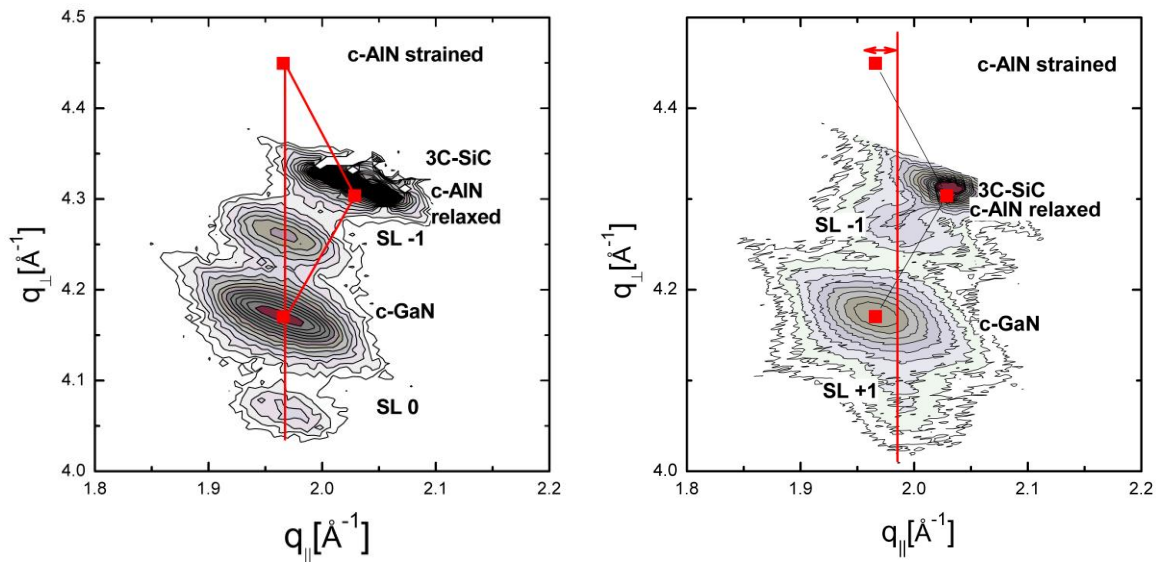 4.5
4.4
4.3
4.2
4.1
4.0
q⊥[Å⁻¹]
c-AlN strained
3C-SiC
c-AlN
relaxed
SL -1
c-GaN
SL 0
1.8 1.9 2.0 2.1 2.2
q||[Å⁻¹]
c-AlN strained
4.4
4.3
4.2
4.1
4.0
q⊥[Å⁻¹]
3C-SiC
c-AlN relaxed
SL -1
c-GaN
SL +1
1.8 1.9 2.0 2.1 2.2
q||[Å⁻¹]